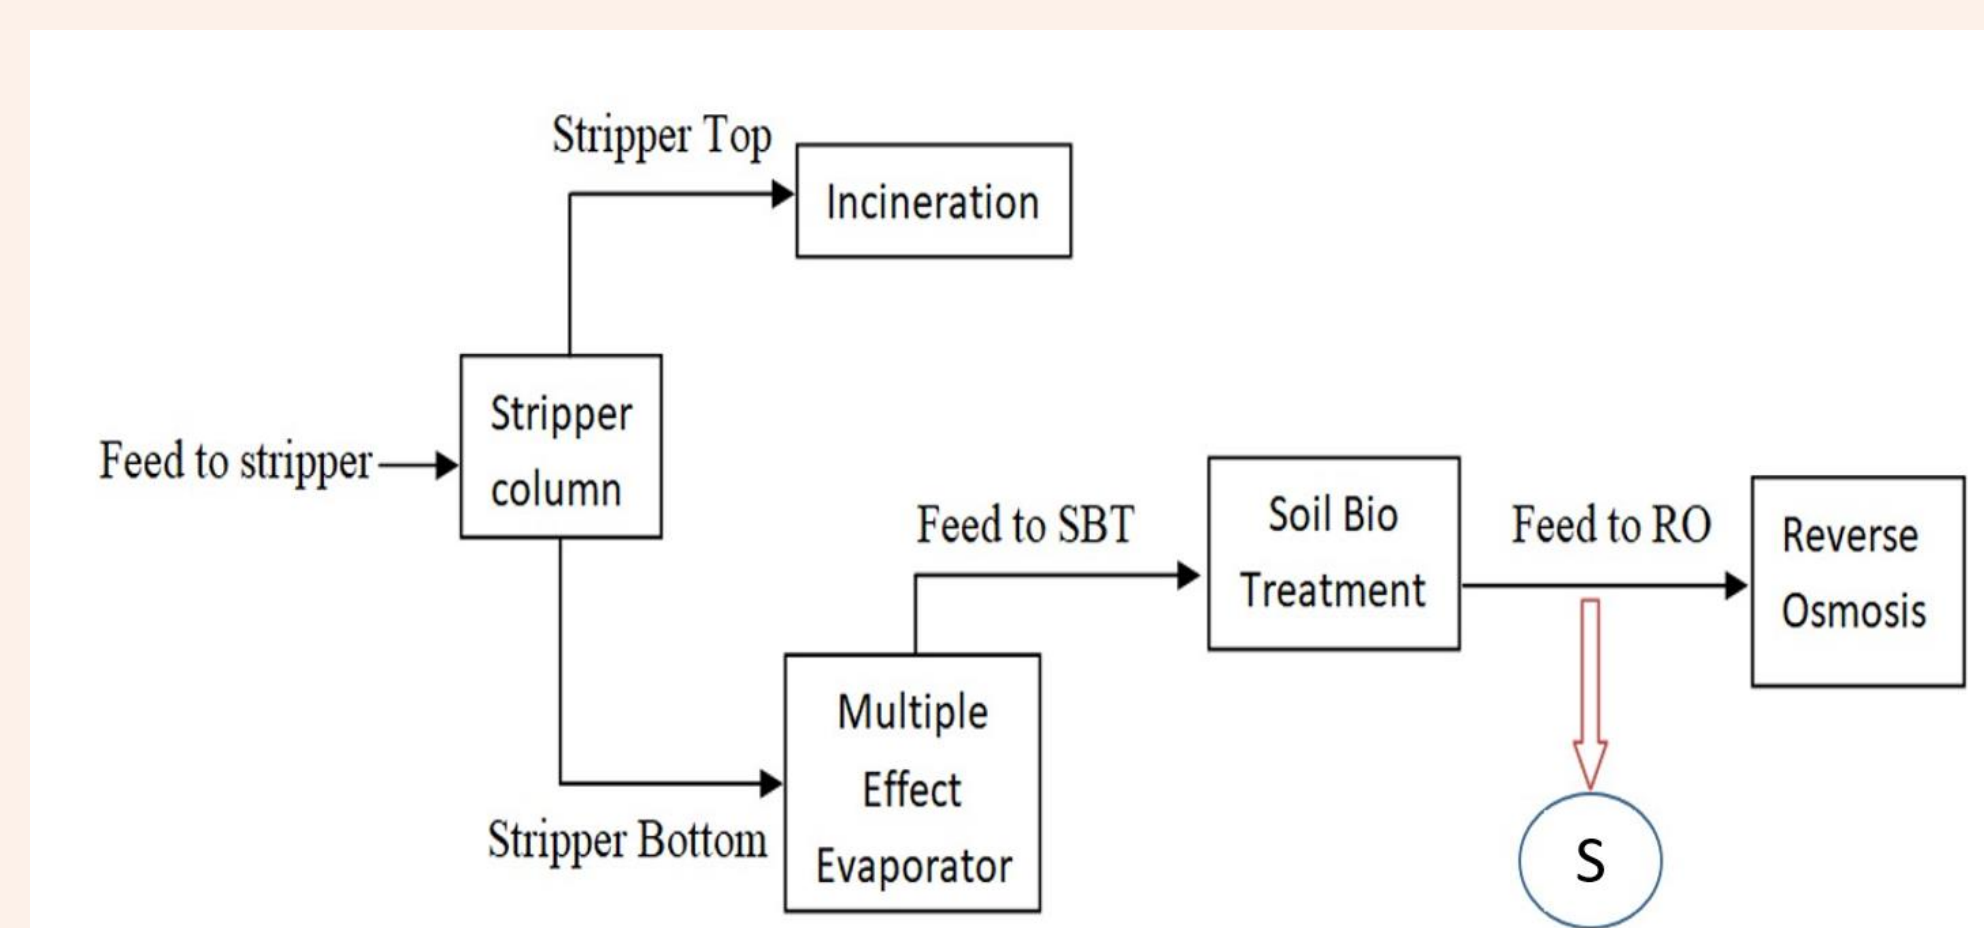 Stripper Top
Incineration
Stripper
column
Feed to stripper
Feed to SBT
Soil Bio
Treatment
Feed to RO
Reverse
Osmosis
Multiple
Effect
Evaporator
Stripper Bottom
S